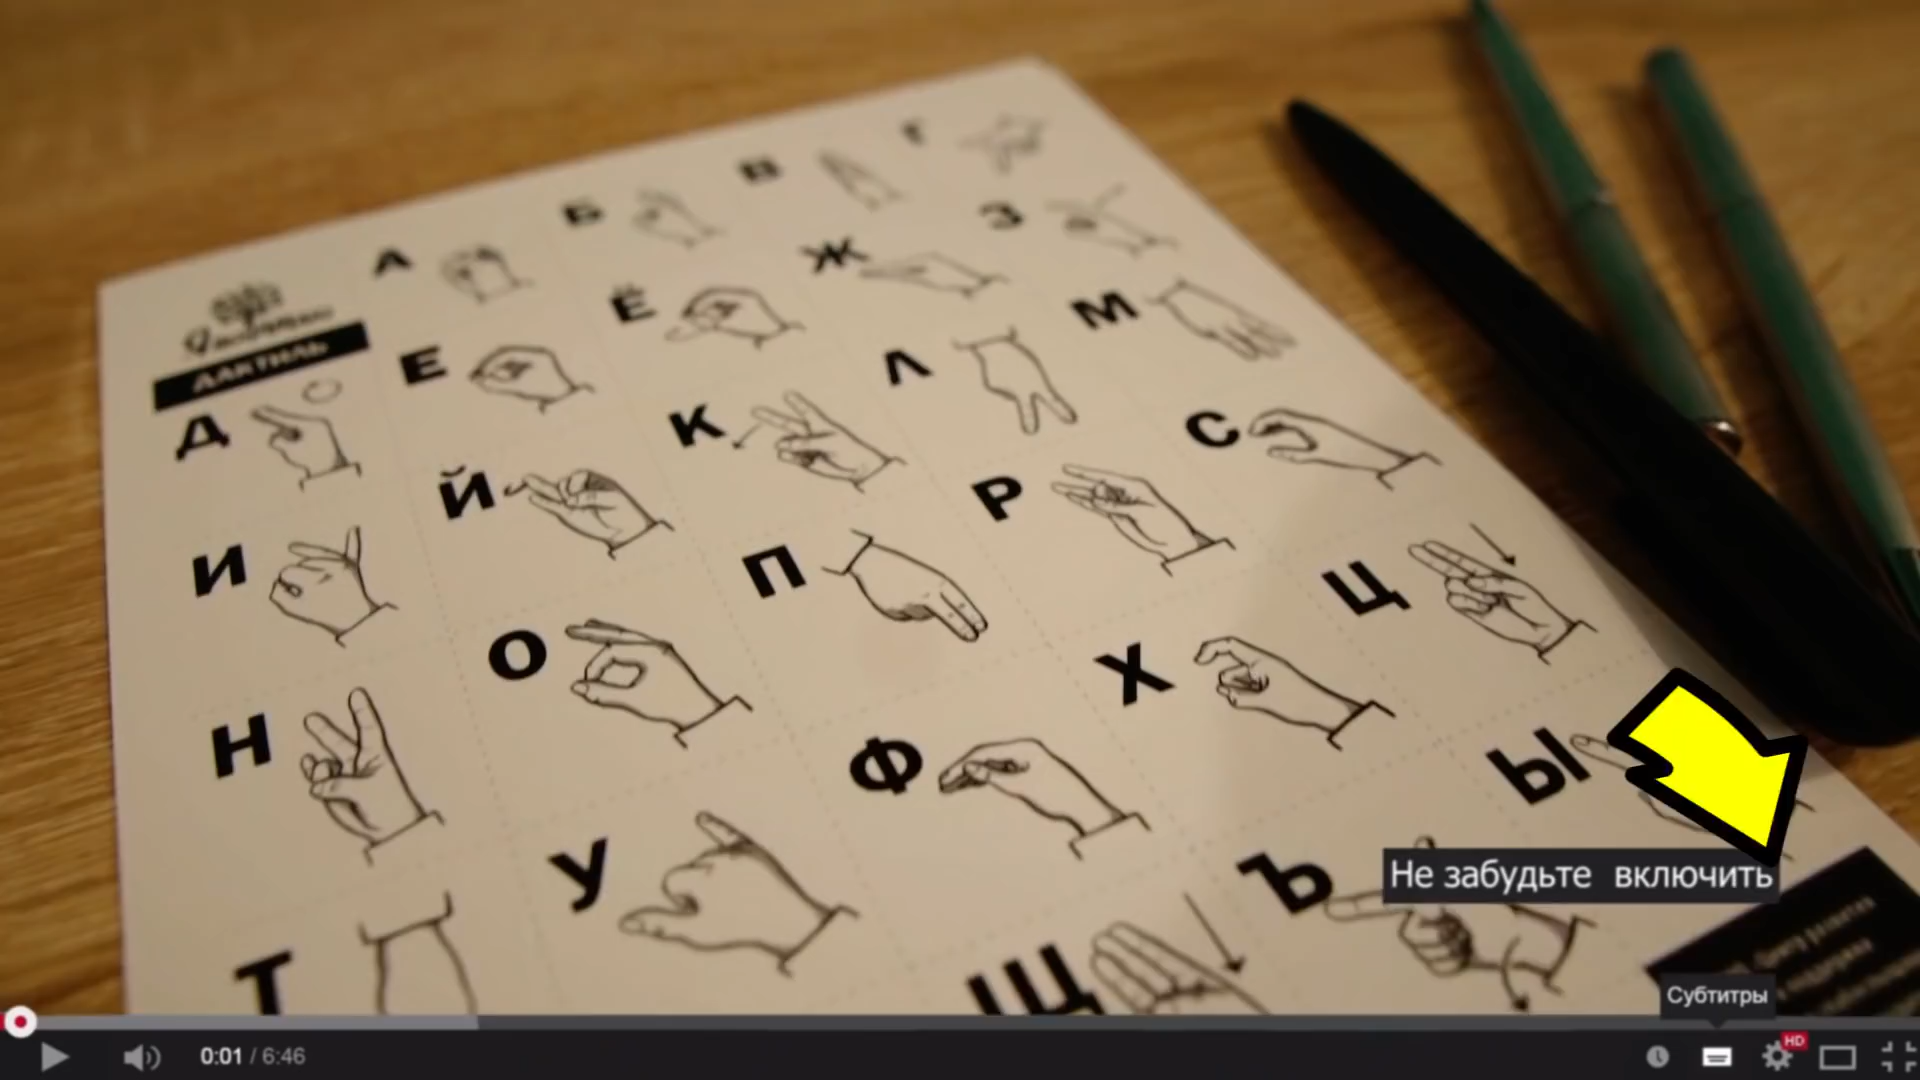 А
Б
В
Г
ДАКТИЛЬ
Д
Е
Ё
Ж
З
И
Й
К
Л
М
Н
О
П
Р
С
Т
У
Ф
Х
Ц
Щ
Ъ
Ы
Не забудьте включить
Субтитры
0:01 / 6:46
HD